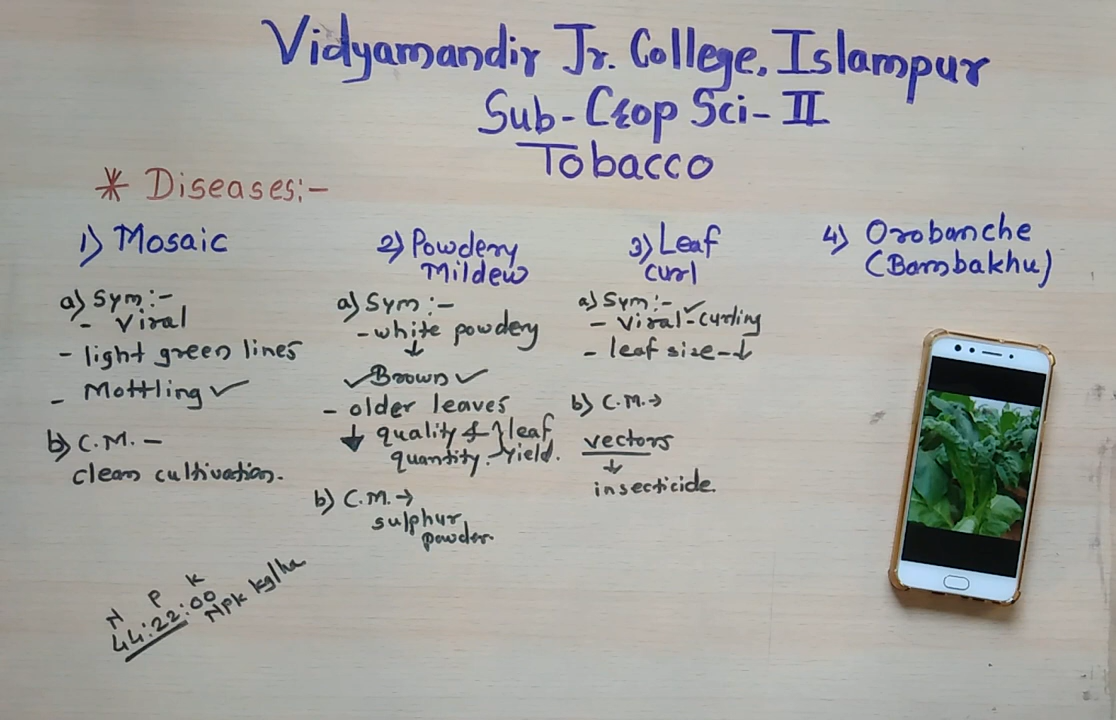 Vidyamandir Jr. College, Islampur
Sub- Crop Sci- II
Tobacco
* Diseases:-
1) Mosaic
a) Sym:-
- Viral
- light green lines
- Mottling ✓
b) C.M. -
clean cultivation.
N P K
44:22:00
NPK kg/ha
2) Powdery
Mildew
a) Sym:-
- white powdery
↓
✓ Brown ✓
- older leaves
↓ quality & } leaf
quantity. yield.
b) C.M. →
sulphur
powder.
3) Leaf
curl
a) Sym:- ✓
- Viral - curling
- leaf size - ↓
b) C.M. →
vectors
↓
insecticide.
4) Orobanche
(Bambakhu)